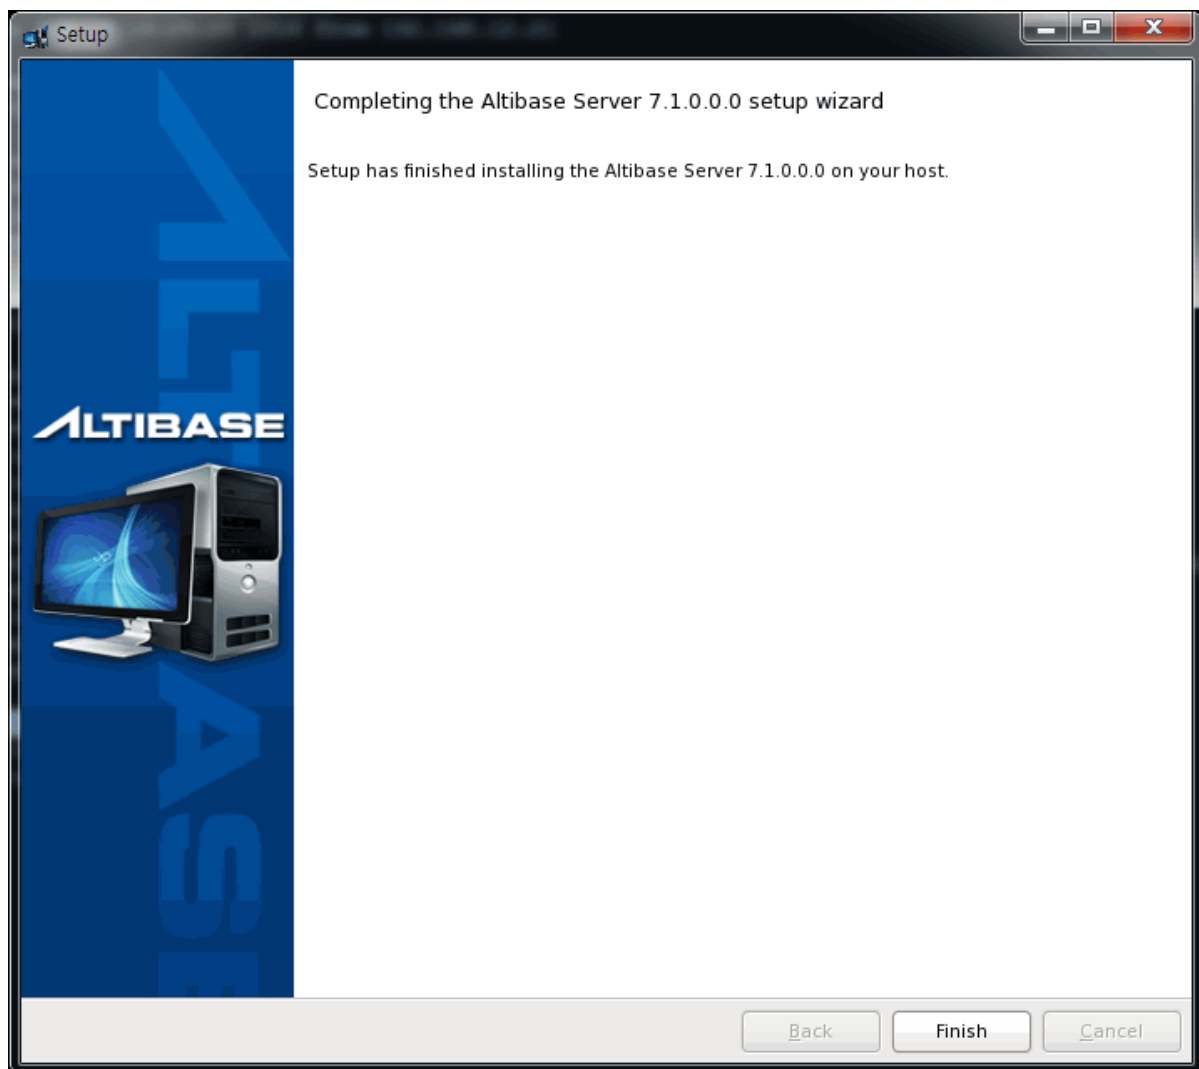 Setup
Completing the Altibase Server 7.1.0.0.0 setup wizard
Setup has finished installing the Altibase Server 7.1.0.0.0 on your host.
ALTIBASE
ALTIBASE
Back
Finish
Cancel